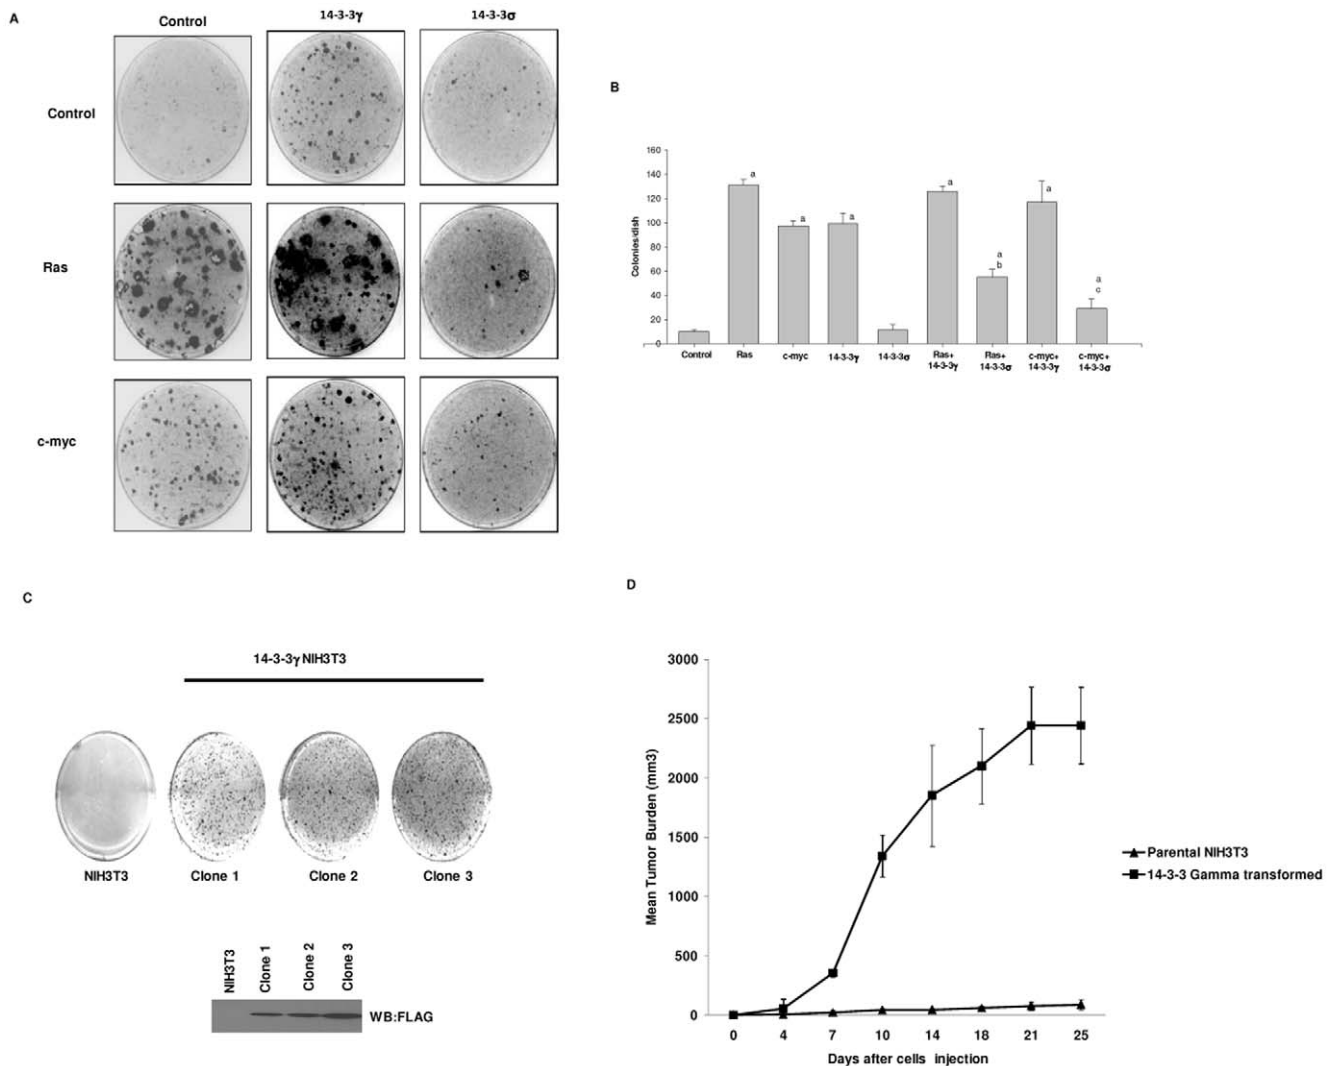 A
Control
14-3-3γ
14-3-3σ
Control
Ras
c-myc
B
160
140
120
100
80
60
40
20
0
Colonies/dish
a
a
a
a
a
b
a
a
c
Control
Ras
c-myc
14-3-3γ
14-3-3σ
Ras+
14-3-3γ
Ras+
14-3-3σ
c-myc+
14-3-3γ
c-myc+
14-3-3σ
C
14-3-3γ NIH3T3
NIH3T3
Clone 1
Clone 2
Clone 3
NIH3T3
Clone 1
Clone 2
Clone 3
WB:FLAG
D
3000
2500
2000
1500
1000
500
0
Mean Tumor Burden (mm3)
0 4 7 10 14 18 21 25
Days after cells injection
Parental NIH3T3
14-3-3 Gamma transformed